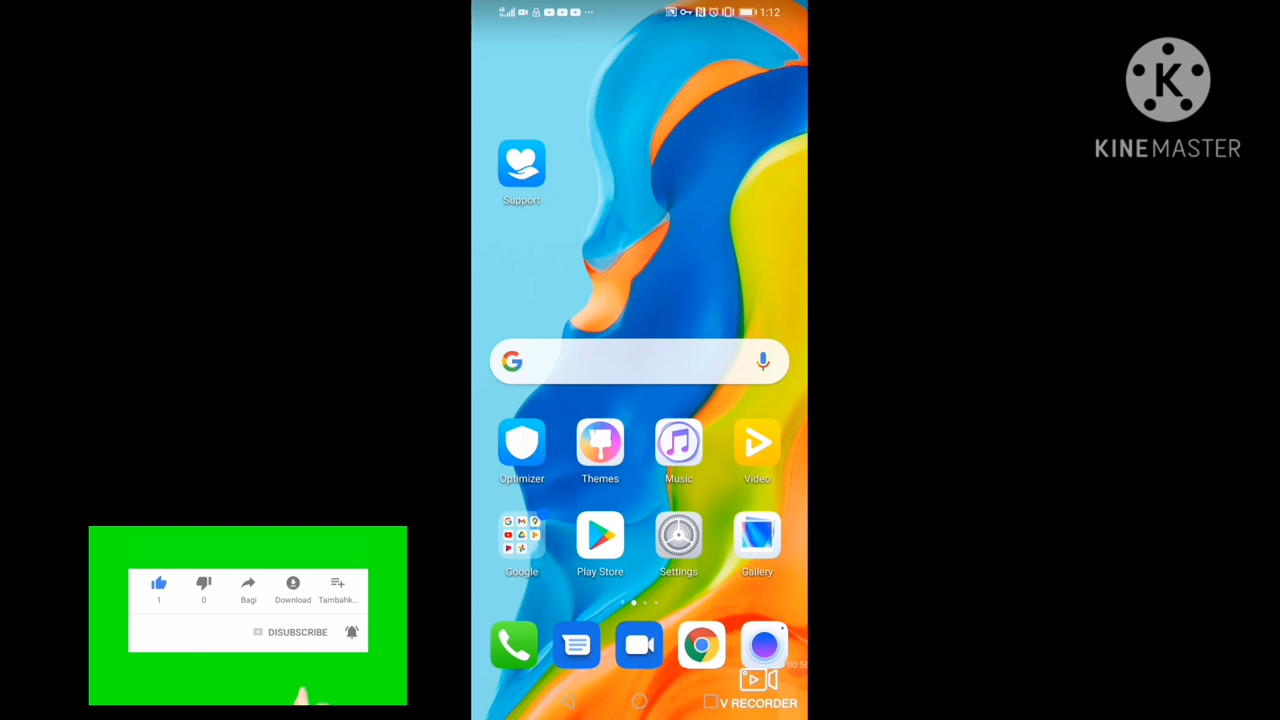 1:12
K
KINEMASTER
Support
G
Optimizer
Themes
Music
Video
Google
Play Store
Settings
Gallery
1
0
Bagi
Download
Tambahk...
DISUBSCRIBE
V RECORDER